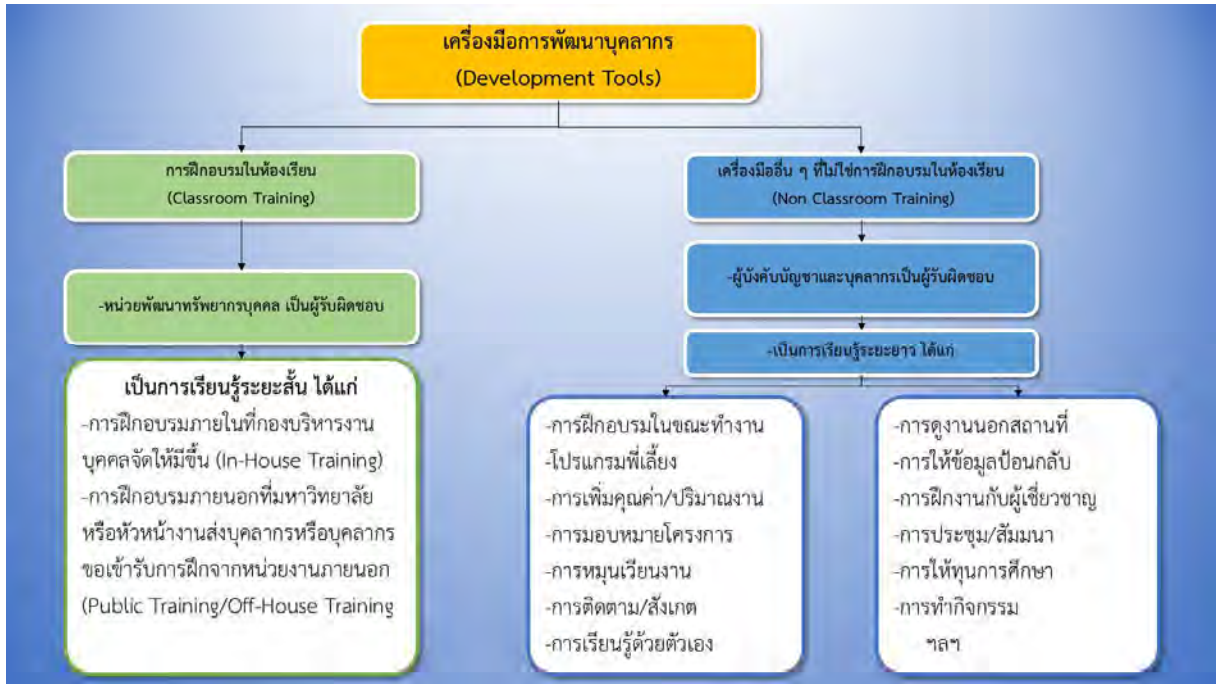 เครื่องมือการพัฒนาบุคลากร
(Development Tools)
การฝึกอบรมในห้องเรียน
(Classroom Training)
-หน่วยพัฒนาทรัพยากรบุคคล เป็นผู้รับผิดชอบ
เป็นการเรียนรู้ระยะสั้น ได้แก่
-การฝึกอบรมภายในที่กองบริหารงาน
บุคคลจัดให้มีขึ้น (In-House Training)
-การฝึกอบรมภายนอกที่มหาวิทยาลัย
หรือหัวหน้างานส่งบุคลากรหรือบุคลากร
ขอเข้ารับการฝึกจากหน่วยงานภายนอก
(Public Training/Off-House Training
เครื่องมืออื่น ๆ ที่ไม่ใช่การฝึกอบรมในห้องเรียน
(Non Classroom Training)
-ผู้บังคับบัญชาและบุคลากรเป็นผู้รับผิดชอบ
-เป็นการเรียนรู้ระยะยาว ได้แก่
-การฝึกอบรมในขณะทำงาน
-โปรแกรมพี่เลี้ยง
-การเพิ่มคุณค่า/ปริมาณงาน
-การมอบหมายโครงการ
-การหมุนเวียนงาน
-การติดตาม/สังเกต
-การเรียนรู้ด้วยตัวเอง
-การดูงานนอกสถานที่
-การให้ข้อมูลป้อนกลับ
-การฝึกงานกับผู้เชี่ยวชาญ
-การประชุม/สัมมนา
-การให้ทุนการศึกษา
-การทำกิจกรรม
ฯลฯ